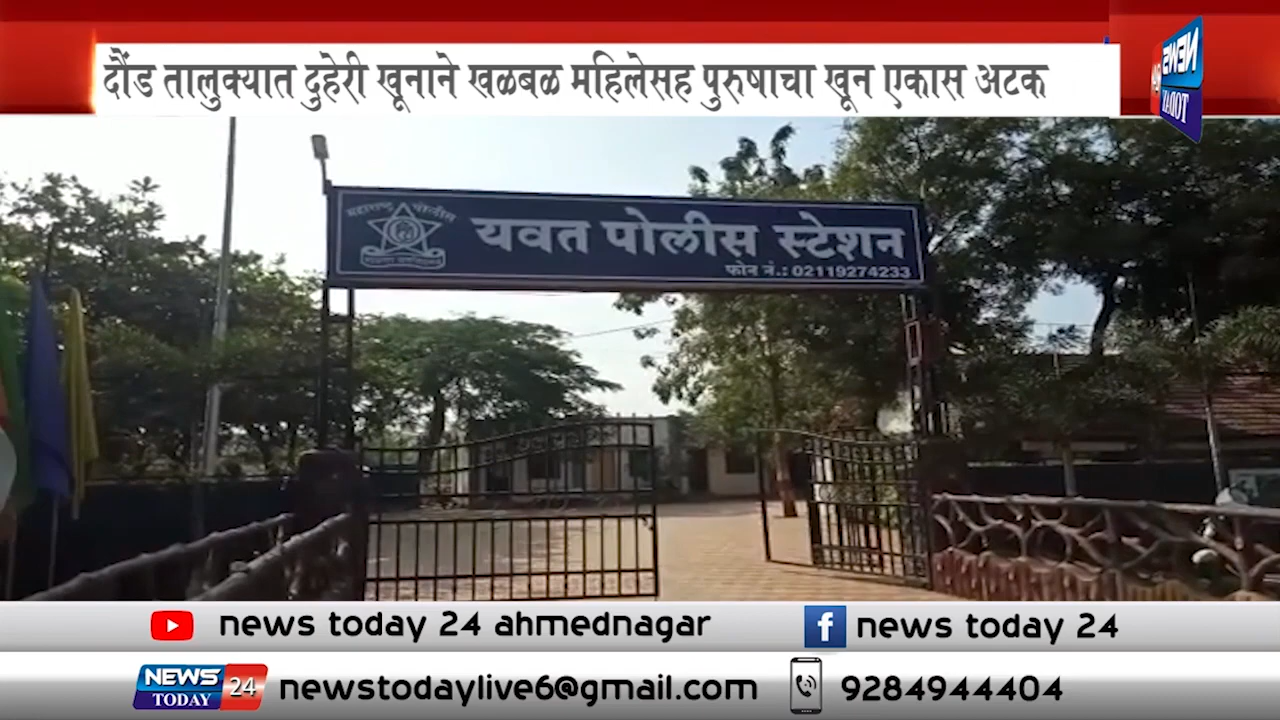 दौंड तालुक्यात दुहेरी खूनाने खळबळ महिलेसह पुरुषाचा खून एकास अटक
NEWS
24
TODAY
महाराष्ट्र पोलीस
यवत पोलीस स्टेशन
फोन नं.: 02119274233
news today 24 ahmednagar
f news today 24
NEWS TODAY 24
newstodaylive6@gmail.com
9284944404